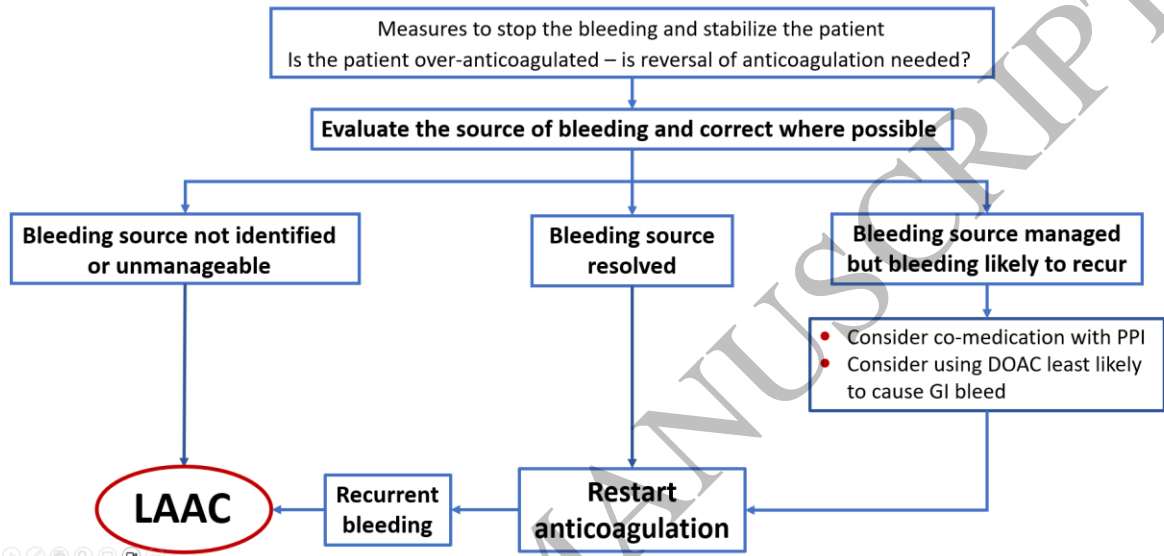 Measures to stop the bleeding and stabilize the patient
Is the patient over-anticoagulated – is reversal of anticoagulation needed?
Evaluate the source of bleeding and correct where possible
Bleeding source not identified
or unmanageable
Bleeding source
resolved
Bleeding source managed
but bleeding likely to recur
• Consider co-medication with PPI
• Consider using DOAC least likely
to cause GI bleed
LAAC
Recurrent
bleeding
Restart
anticoagulation
MANUSCRIPT